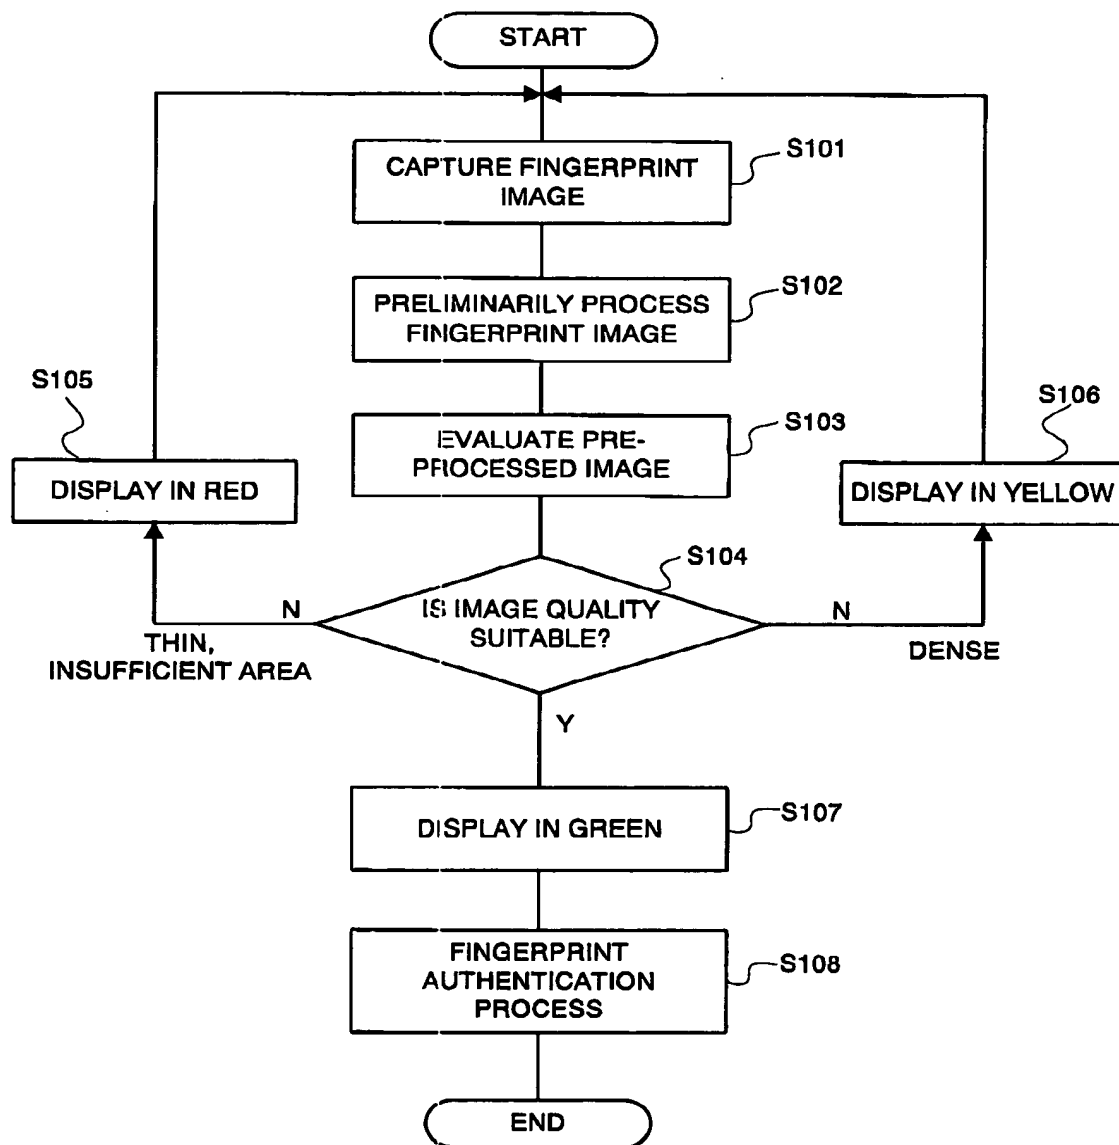 START
CAPTURE FINGERPRINT
IMAGE
S101
PRELIMINARILY PROCESS
FINGERPRINT IMAGE
S102
EVALUATE PRE-
PROCESSED IMAGE
S103
S105
DISPLAY IN RED
S106
DISPLAY IN YELLOW
IS IMAGE QUALITY
SUITABLE?
S104
N
THIN,
INSUFFICIENT AREA
N
DENSE
Y
DISPLAY IN GREEN
S107
FINGERPRINT
AUTHENTICATION
PROCESS
S108
END